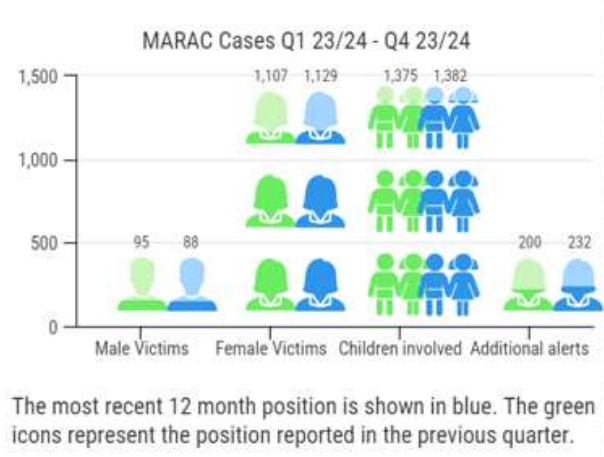 MARAC Cases Q1 23/24 - Q4 23/24
1,500
1,107 1,129 1,375 1,382
1,000
500
95 88 200 232
0
Male Victims Female Victims Children involved Additional alerts
The most recent 12 month position is shown in blue. The green
icons represent the position reported in the previous quarter.